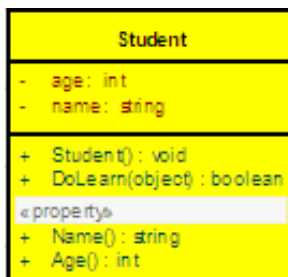 Student
- age: int
- name: string
+ Student() : void
+ DoLearn(object) : boolean
«property»
+ Name() : string
+ Age() : int